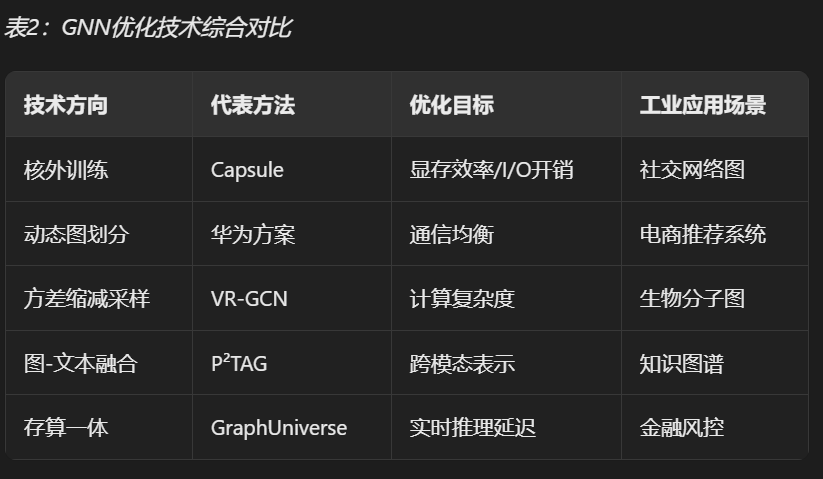 表2：GNN优化技术综合对比
技术方向 代表方法 优化目标 工业应用场景
核外训练 Capsule 显存效率/I/O开销 社交网络图
动态图划分 华为方案 通信均衡 电商推荐系统
方差缩减采样 VR-GCN 计算复杂度 生物分子图
图-文本融合 P²TAG 跨模态表示 知识图谱
存算一体 GraphUniverse 实时推理延迟 金融风控